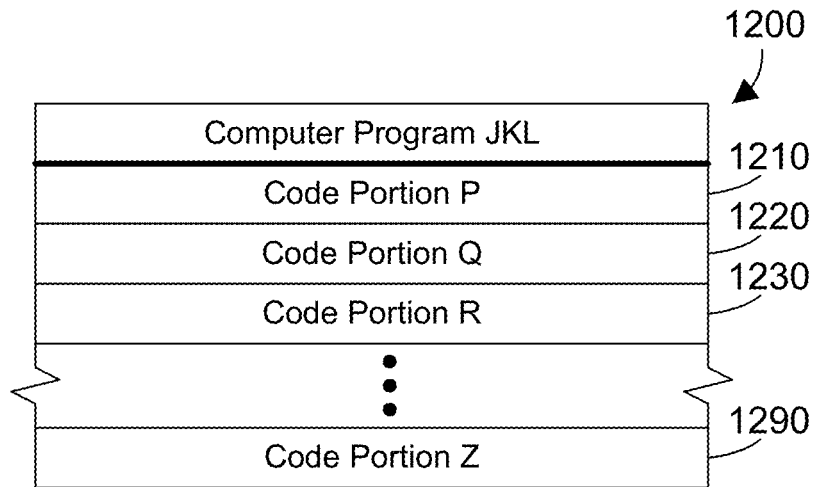 1200
Computer Program JKL
1210
Code Portion P
1220
Code Portion Q
1230
Code Portion R
1290
Code Portion Z